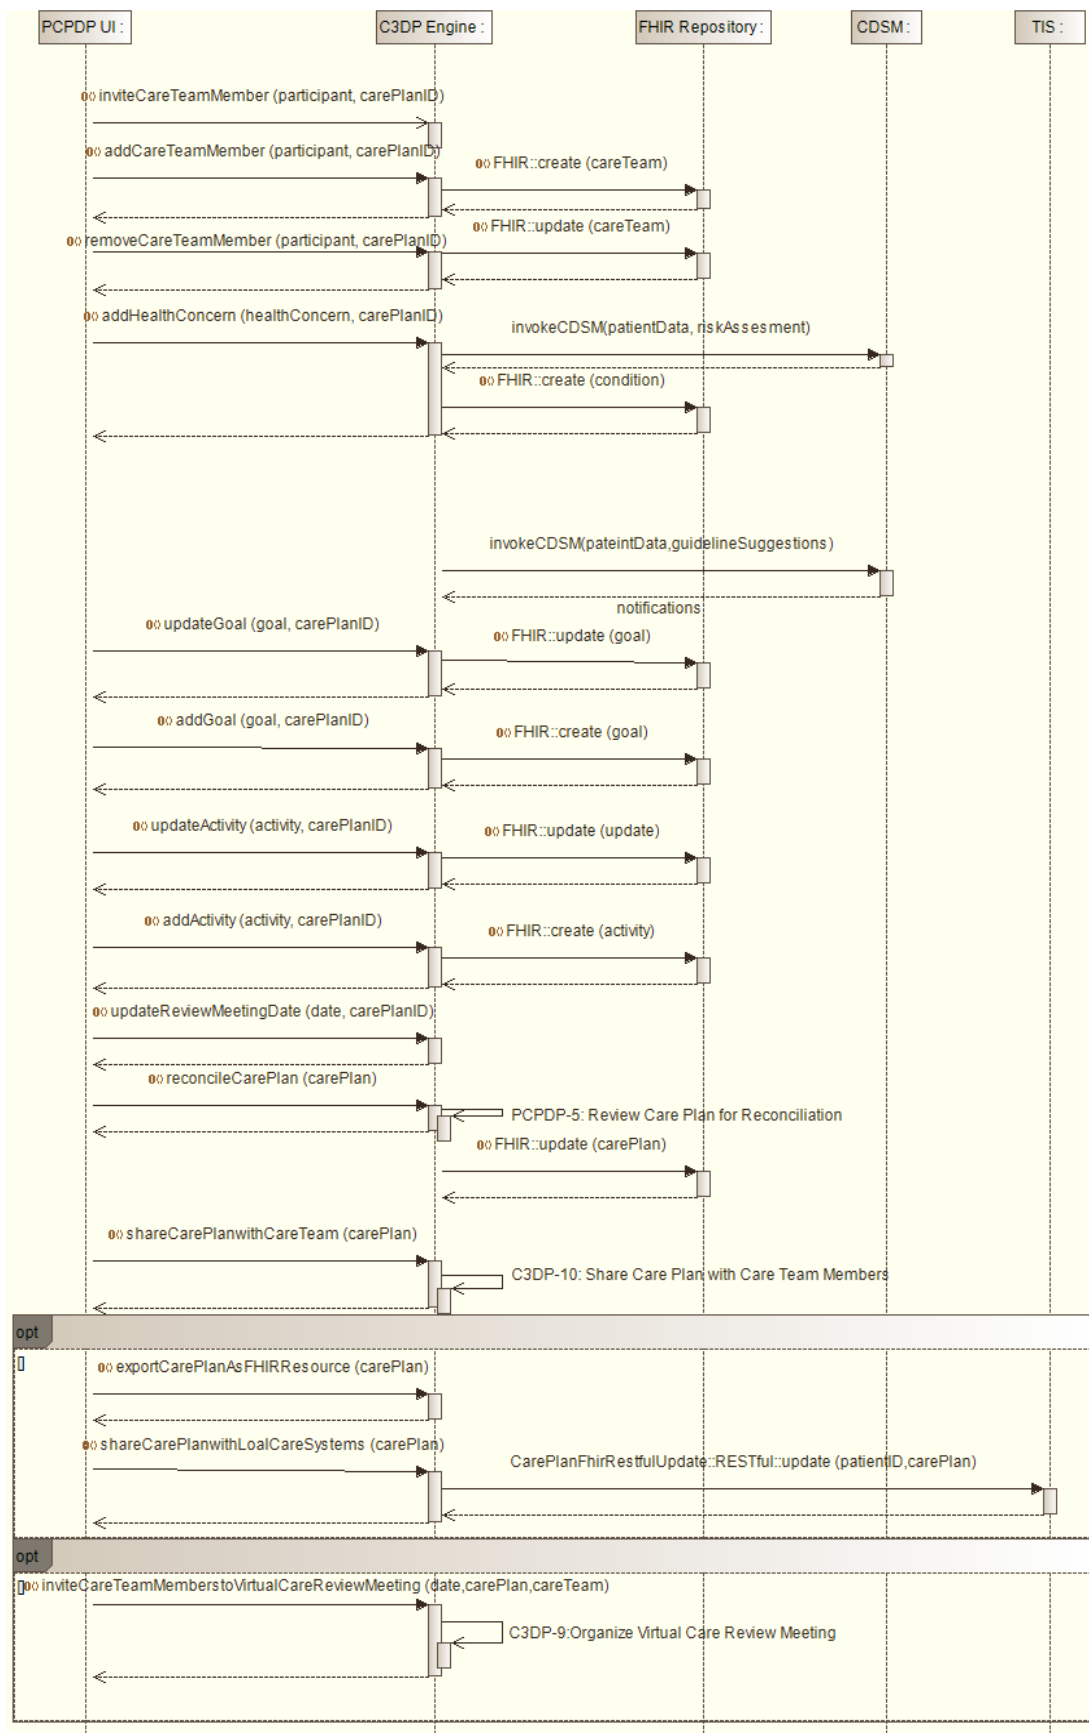 PCPDP UI :
C3DP Engine :
FHIR Repository :
CDSM :
TIS :
inviteCareTeamMember (participant, carePlanID)
addCareTeamMember (participant, carePlanID)
FHIR::create (careTeam)
FHIR::update (careTeam)
removeCareTeamMember (participant, carePlanID)
addHealthConcern (healthConcern, carePlanID)
invokeCDSM(patientData, riskAssesment)
FHIR::create (condition)
invokeCDSM(pateintData,guidelineSuggestions)
notifications
updateGoal (goal, carePlanID)
FHIR::update (goal)
addGoal (goal, carePlanID)
FHIR::create (goal)
updateActivity (activity, carePlanID)
FHIR::update (update)
addActivity (activity, carePlanID)
FHIR::create (activity)
updateReviewMeetingDate (date, carePlanID)
reconcileCarePlan (carePlan)
PCPDP-5: Review Care Plan for Reconciliation
FHIR::update (carePlan)
shareCarePlanwithCareTeam (carePlan)
C3DP-10: Share Care Plan with Care Team Members
opt
[]
exportCarePlanAsFHIRResource (carePlan)
shareCarePlanwithLoalCareSystems (carePlan)
CarePlanFhirRestfulUpdate::RESTful::update (patientID,carePlan)
opt
[]
inviteCareTeamMemberstoVirtualCareReviewMeeting (date,carePlan,careTeam)
C3DP-9:Organize Virtual Care Review Meeting